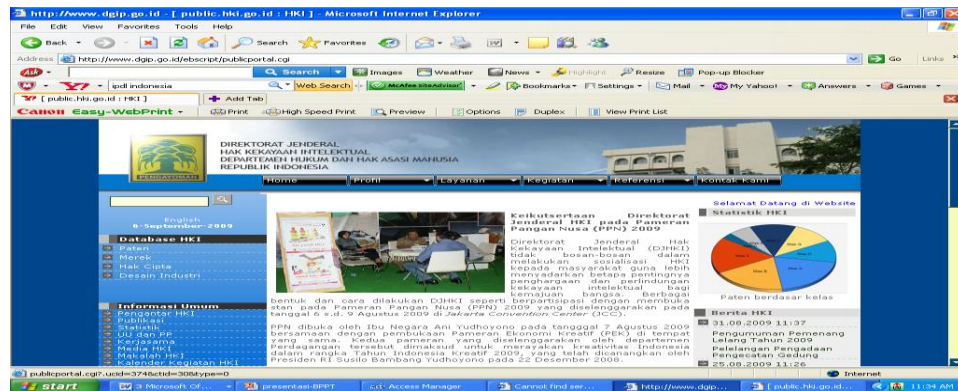 http://www.dgip.go.id - [ public.hki.go.id : HKI ] - Microsoft Internet Explorer
File Edit View Favorites Tools Help
Back Search Favorites
Address http://www.dgip.go.id/ebscript/publicportal.cgi Go Links
Ask Search Images Weather News Highlight Resize Pop-up Blocker
Y! ipdl indonesia Web Search McAfee SiteAdvisor Bookmarks Settings Mail My Yahoo! Answers Games
[ public.hki.go.id : HKI ] Add Tab
Canon Easy-WebPrint Print High Speed Print Preview Options Duplex View Print List
DIREKTORAT JENDERAL
HAK KEKAYAAN INTELEKTUAL
DEPARTEMEN HUKUM DAN HAK ASASI MANUSIA
REPUBLIK INDONESIA
PENGAYOMAN
Home Profil Layanan Kegiatan Referensi Kontak Kami
English
6-September-2009
Database HKI
Paten
Merek
Hak Cipta
Desain Industri
Informasi Umum
Pengantar HKI
Publikasi
Statistik
UU dan PP
Kerjasama
Media HKI
Makalah HKI
Kalender Kegiatan HKI
Keikutsertaan Direktorat
Jenderal HKI pada Pameran
Pangan Nusa (PPN) 2009
Direktorat Jenderal Hak
Kekayaan Intelektual (DJHKI)
tidak bosan-bosan dalam
melakukan sosialisasi HKI
kepada masyarakat guna lebih
menyadarkan betapa pentingnya
penghargaan dan perlindungan
kekayaan intelektual bagi
kemajuan bangsa. Berbagai
bentuk dan cara dilakukan DJHKI seperti berpartisipasi dengan membuka
stan pada Pameran Pangan Nusa (PPN) 2009 yang diselenggarakan pada
tanggal 6 s.d. 9 Agustus 2009 di Jakarta Convention Center (JCC).
PPN dibuka oleh Ibu Negara Ani Yudhoyono pada tanggal 7 Agustus 2009
bersamaan dengan pembukaan Pameran Ekonomi Kreatif (PEK) di tempat
yang sama. Kedua pameran yang diselenggarakan oleh departemen
Perdagangan tersebut dimaksud untuk merayakan kreativitas Indonesia
dalam rangka Tahun Indonesia Kreatif 2009, yang telah dicanangkan oleh
Presiden RI Susilo Bambang Yudhoyono pada 22 Desember 2008.
Selamat Datang di Website
Statistik HKI
Paten berdasar kelas
Berita HKI
31.08.2009 11:37
Pengumuman Pemenang
Lelang Tahun 2009
Pelelangan Pengadaan
Pengecatan Gedung
25.08.2009 11:26
publicportal.cgi?.ucid=374&ctid=30&type=0 Internet
start 3 Microsoft Of... presentasi-BPPT Access Manager Cannot find ser... http://www.dgip... [ public.hki.go.id... 11:34 AM